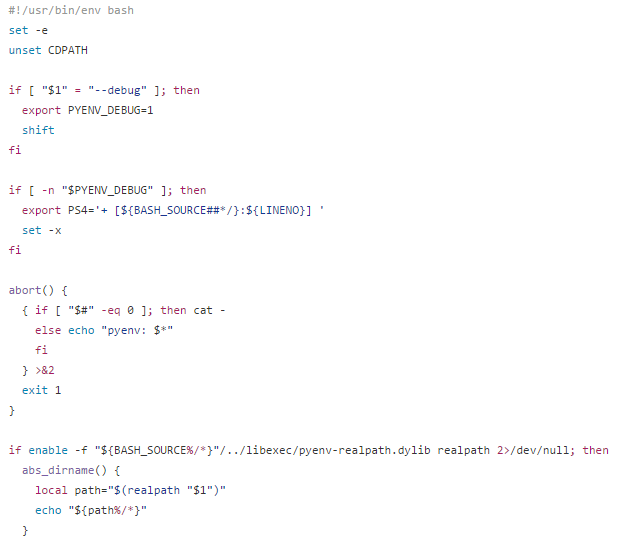 #!/usr/bin/env bash
set -e
unset CDPATH

if [ "$1" = "--debug" ]; then
  export PYENV_DEBUG=1
  shift
fi

if [ -n "$PYENV_DEBUG" ]; then
  export PS4='+ [${BASH_SOURCE##*/}:${LINENO}] '
  set -x
fi

abort() {
  { if [ "$#" -eq 0 ]; then cat -
    else echo "pyenv: $*"
    fi
  } >&2
  exit 1
}

if enable -f "${BASH_SOURCE%/*}"/../libexec/pyenv-realpath.dylib realpath 2>/dev/null; then
  abs_dirname() {
    local path="$(realpath "$1")"
    echo "${path%/*}"
  }